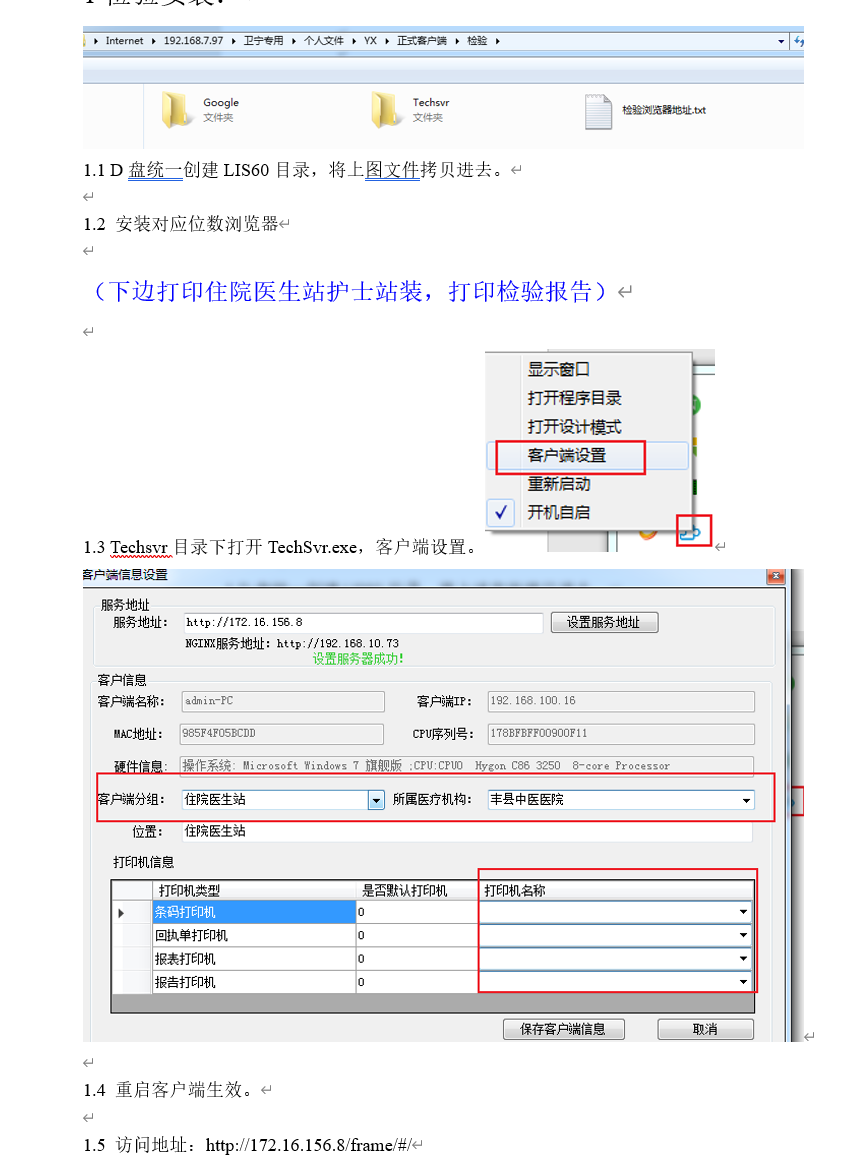 1 检验安装：
Internet 192.168.7.97 卫宁专用 个人文件 YX 正式客户端 检验
Google
文件夹
Techsvr
文件夹
检验浏览器地址.txt
1.1 D 盘统一创建 LIS60 目录，将上图文件拷贝进去。
1.2 安装对应位数浏览器
（下边打印住院医生站护士站装，打印检验报告）
显示窗口
打开程序目录
打开设计模式
客户端设置
重新启动
开机自启
1.3 Techsvr 目录下打开 TechSvr.exe，客户端设置。
客户端信息设置
服务地址
服务地址： http://172.16.156.8 设置服务地址
NGINX服务地址：http://192.168.10.73
设置服务器成功!
客户信息
客户端名称： admin-PC 客户端IP： 192.168.100.16
MAC地址： 985F4F05BCDD CPU序列号： 178BFBFF00900F11
硬件信息： 操作系统: Microsoft Windows 7 旗舰版 ;CPU:CPU0 Hygon C86 3250 8-core Processor
客户端分组： 住院医生站 所属医疗机构： 丰县中医医院
位置： 住院医生站
打印机信息
打印机类型 是否默认打印机 打印机名称
条码打印机 0
回执单打印机 0
报表打印机 0
报告打印机 0
保存客户端信息 取消
1.4 重启客户端生效。
1.5 访问地址：http://172.16.156.8/frame/#/